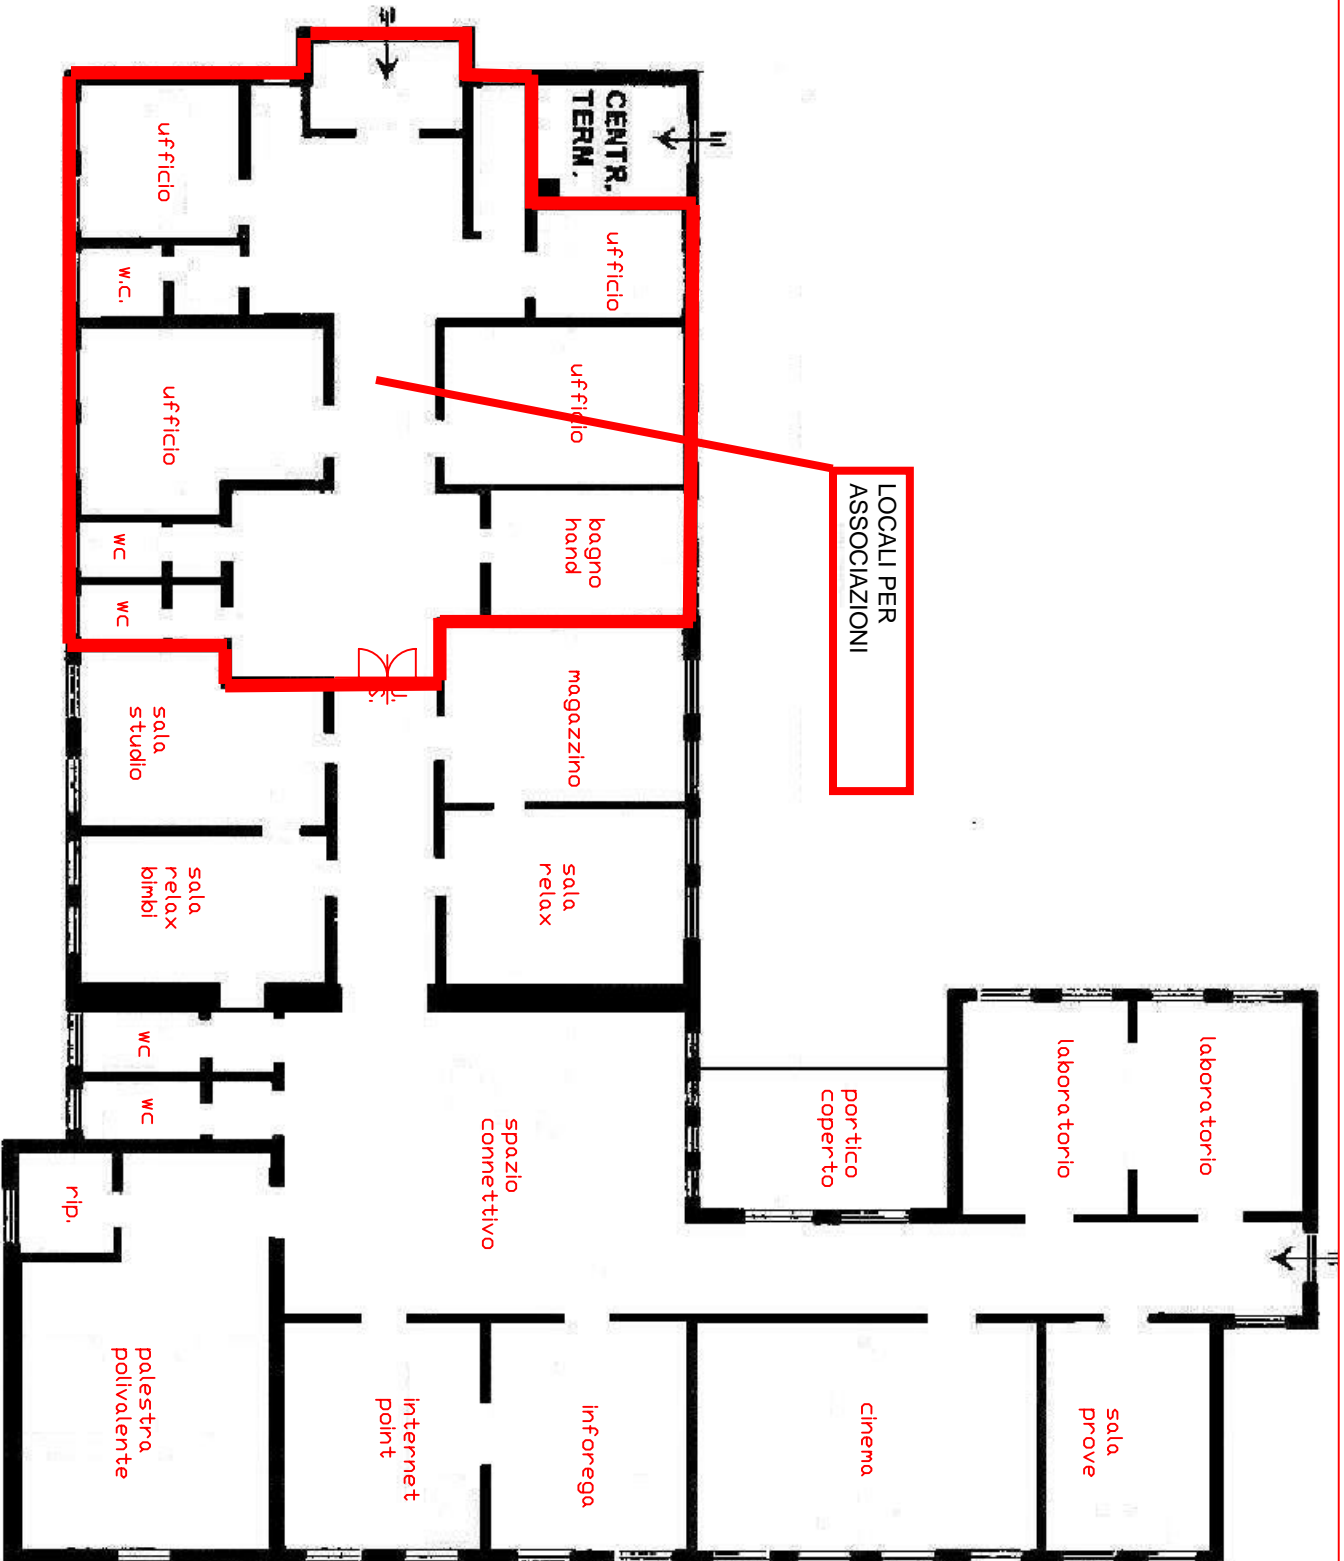 CENTR.
TERM.
ufficio
ufficio
w.c.
ufficio
ufficio
LOCALI PER
ASSOCIAZIONI
bagno
hand
wc
wc
magazzino
sala
studio
sala
relax
sala
relax
bimbi
laboratorio
laboratorio
portico
coperto
wc
wc
spazio
connettivo
rip.
palestra
polivalente
internet
point
inforega
cinema
sala
prove